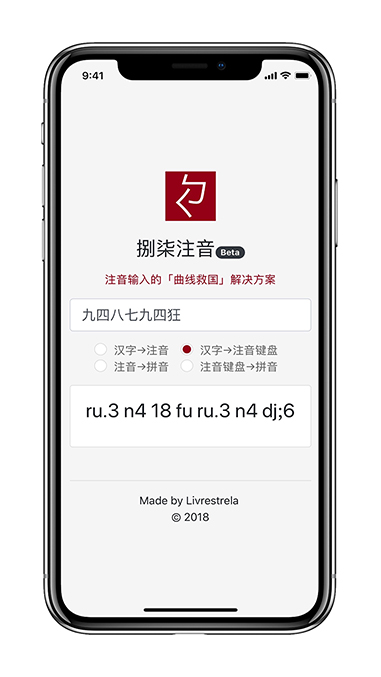 9:41
ㄅㄑ
捌柒注音 Beta
注音输入的「曲线救国」解决方案
九四八七九四狂
汉字→注音 汉字→注音键盘
注音→拼音 注音键盘→拼音
ru.3 n4 18 fu ru.3 n4 dj;6
Made by Livrestrela
© 2018